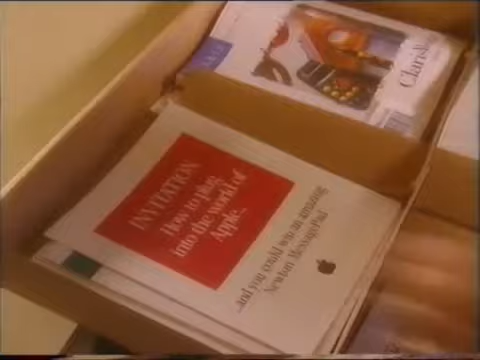 Claris
INVITATION
How to plug
into the world of
Apple.
...and you could win an amazing
Newton MessagePad